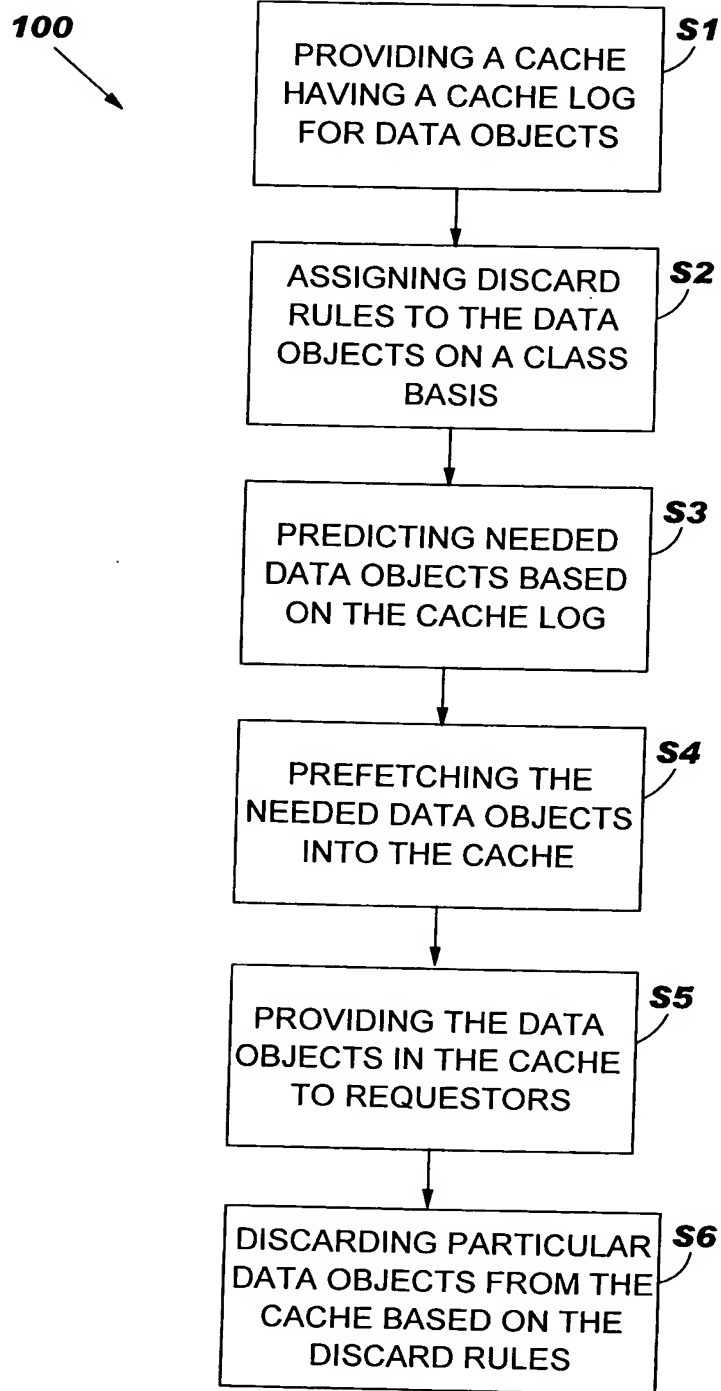 100
S1
PROVIDING A CACHE
HAVING A CACHE LOG
FOR DATA OBJECTS
S2
ASSIGNING DISCARD
RULES TO THE DATA
OBJECTS ON A CLASS
BASIS
S3
PREDICTING NEEDED
DATA OBJECTS BASED
ON THE CACHE LOG
S4
PREFETCHING THE
NEEDED DATA OBJECTS
INTO THE CACHE
S5
PROVIDING THE DATA
OBJECTS IN THE CACHE
TO REQUESTORS
S6
DISCARDING PARTICULAR
DATA OBJECTS FROM THE
CACHE BASED ON THE
DISCARD RULES